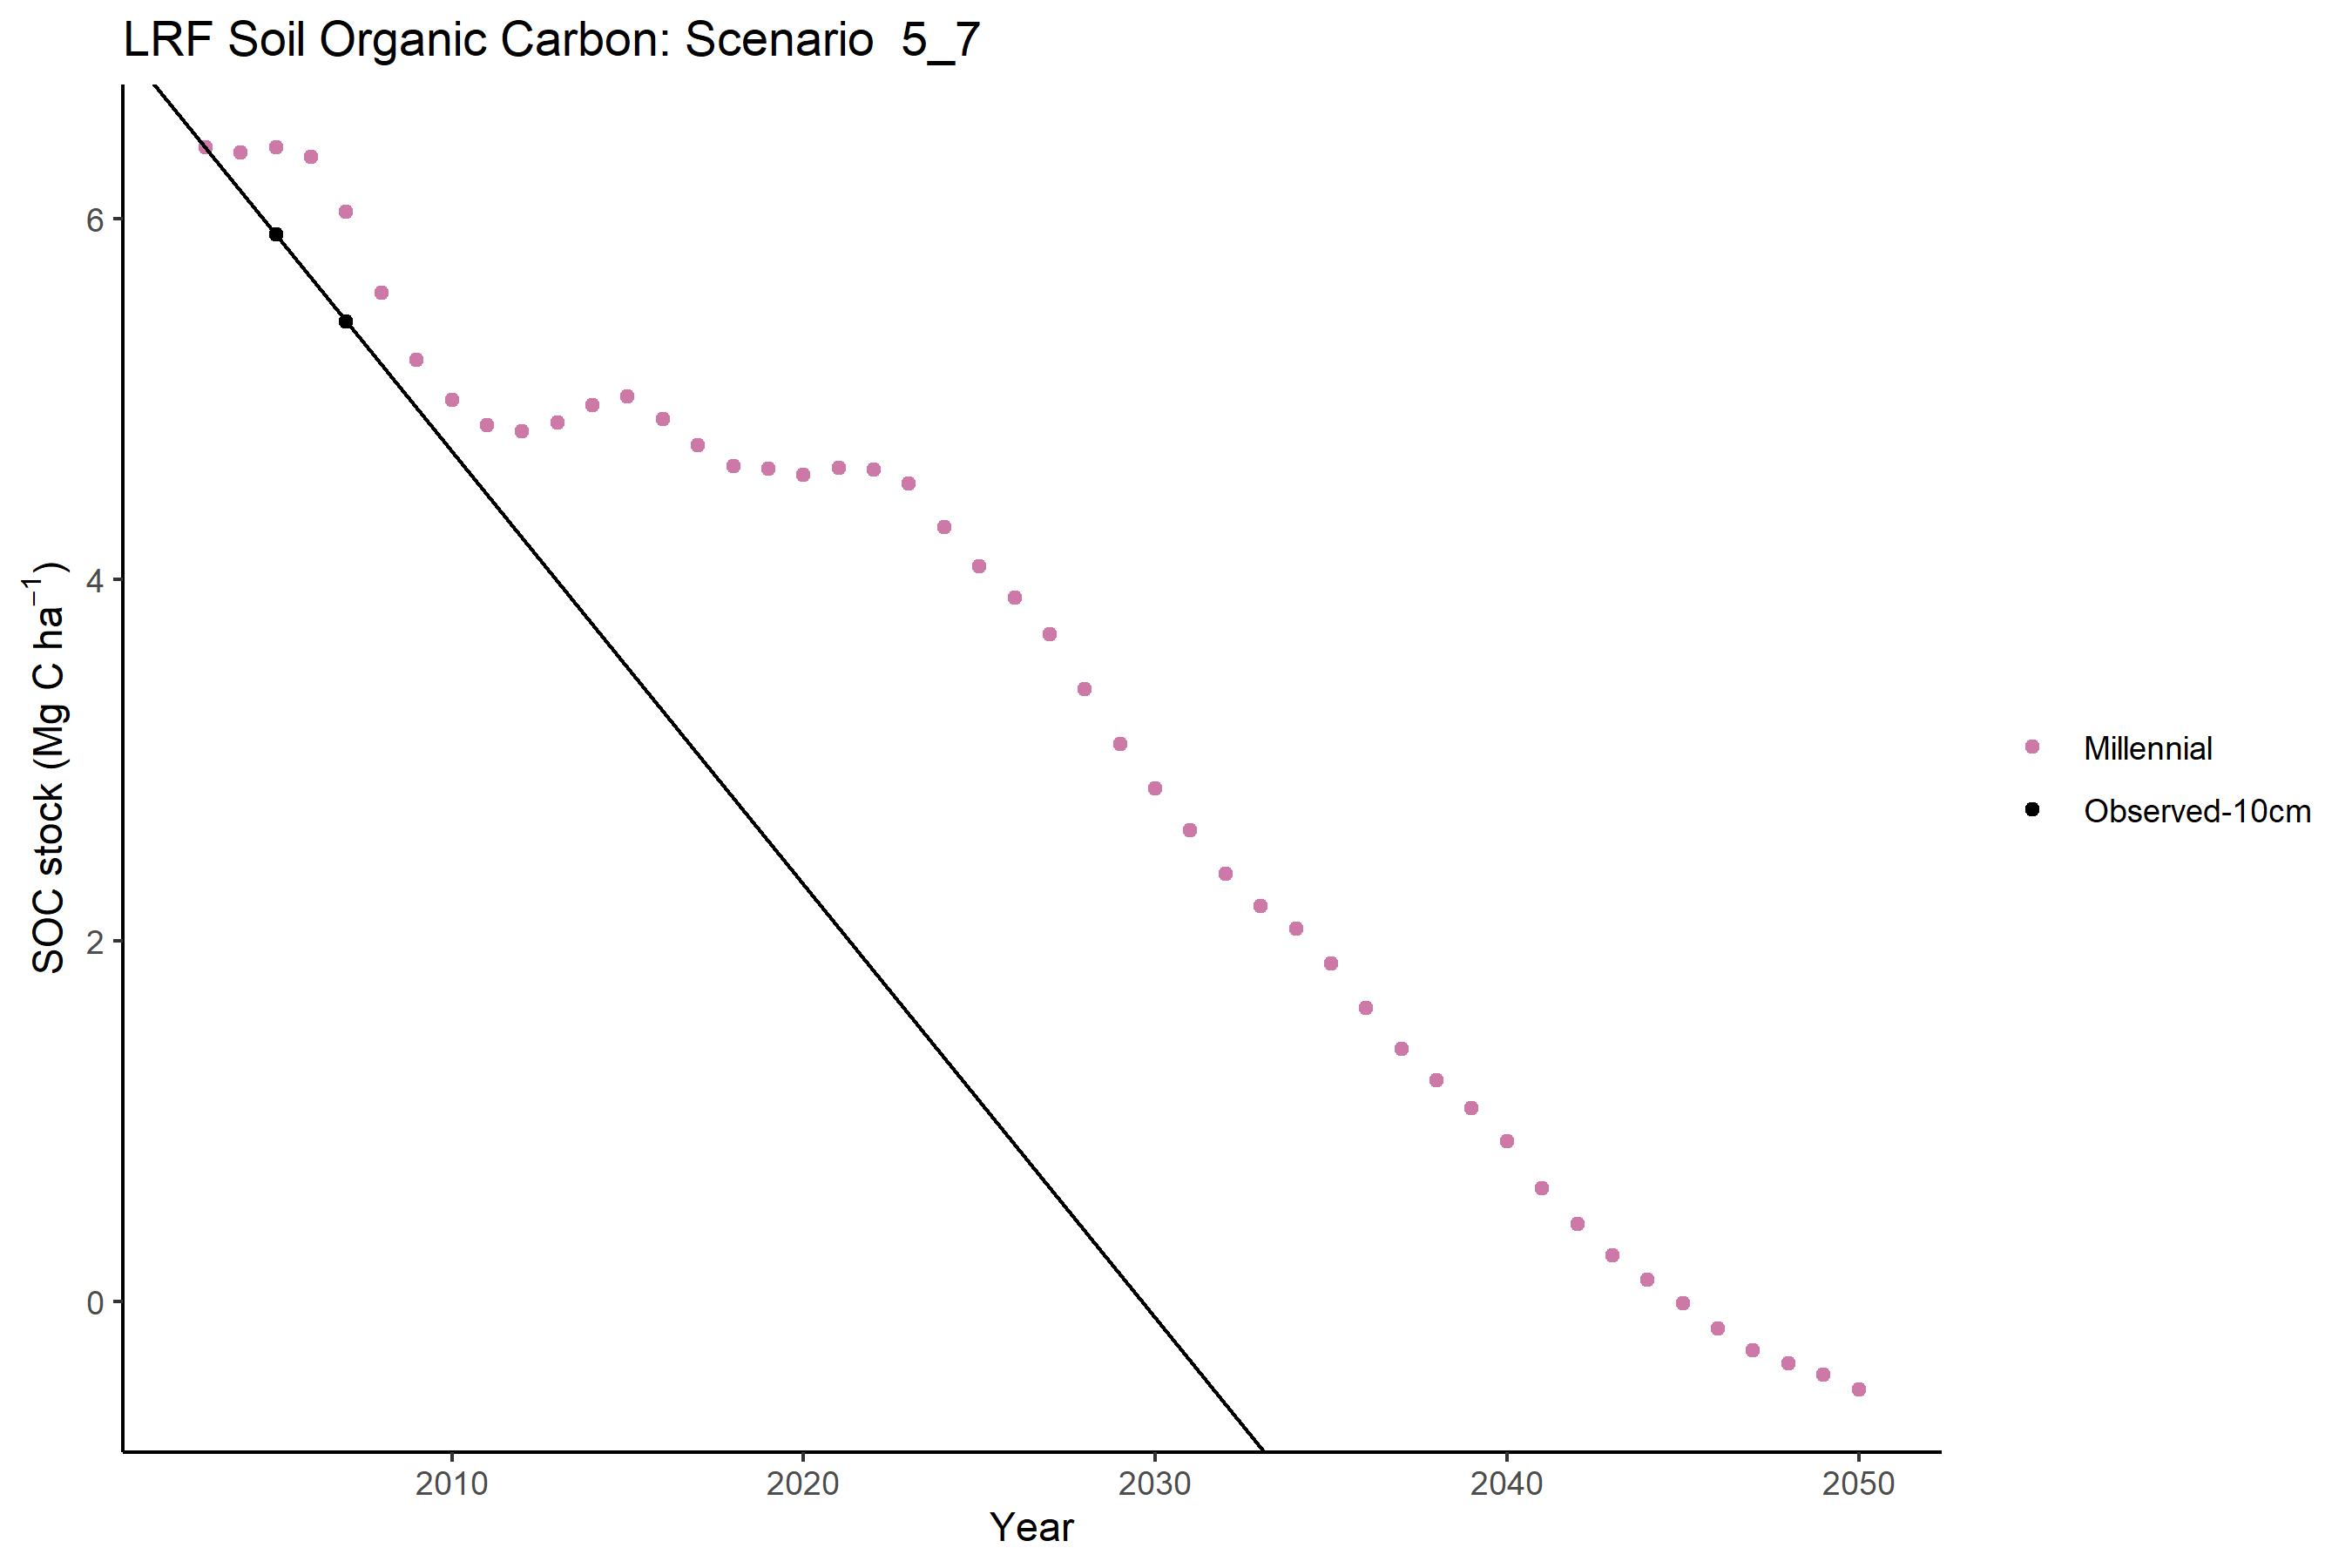 LRF Soil Organic Carbon: Scenario  5_7
SOC stock (Mg C ha⁻¹)
6
4
2
0
2010
2020
2030
2040
2050
Year
Millennial
Observed-10cm